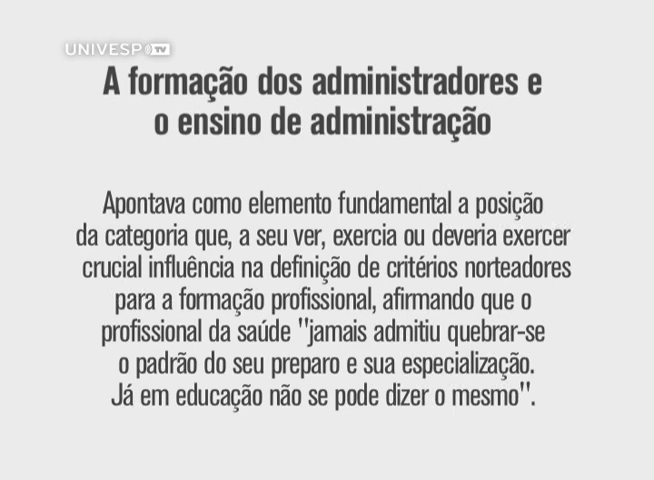 UNIVESP TV
A formação dos administradores e
o ensino de administração
Apontava como elemento fundamental a posição
da categoria que, a seu ver, exercia ou deveria exercer
crucial influência na definição de critérios norteadores
para a formação profissional, afirmando que o
profissional da saúde "jamais admitiu quebrar-se
o padrão do seu preparo e sua especialização.
Já em educação não se pode dizer o mesmo".